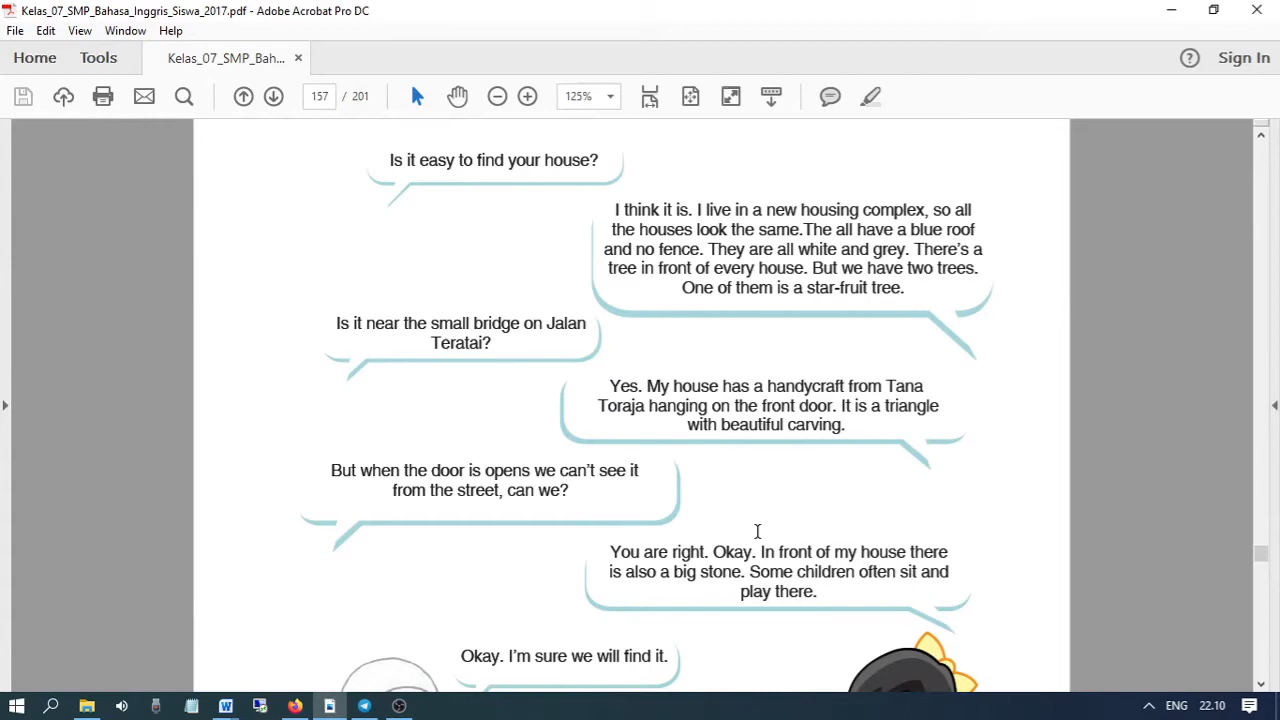 Kelas_07_SMP_Bahasa_Inggris_Siswa_2017.pdf - Adobe Acrobat Pro DC
File Edit View Window Help
Home Tools Kelas_07_SMP_Bah... × Sign In
157 / 201 125%
Is it easy to find your house?
I think it is. I live in a new housing complex, so all
the houses look the same.The all have a blue roof
and no fence. They are all white and grey. There's a
tree in front of every house. But we have two trees.
One of them is a star-fruit tree.
Is it near the small bridge on Jalan
Teratai?
Yes. My house has a handycraft from Tana
Toraja hanging on the front door. It is a triangle
with beautiful carving.
But when the door is opens we can't see it
from the street, can we?
You are right. Okay. In front of my house there
is also a big stone. Some children often sit and
play there.
Okay. I'm sure we will find it.
ENG 22.10